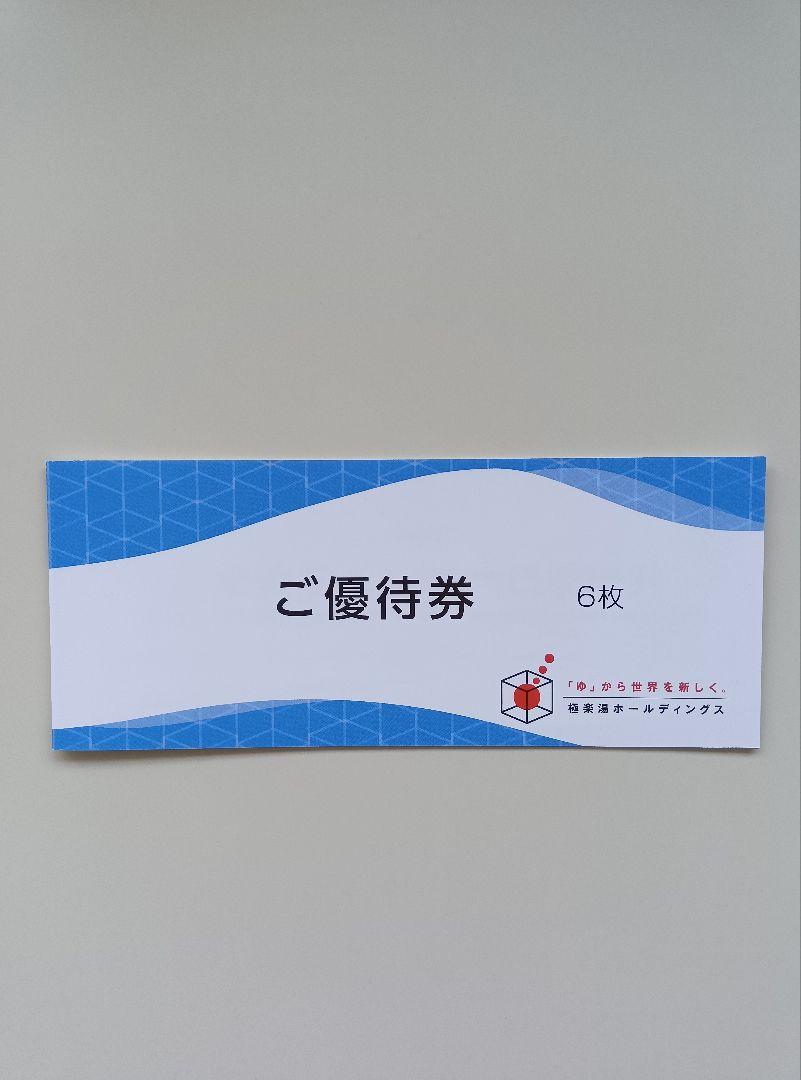 ご優待券 6枚
「ゆ」から世界を新しく。
極楽湯ホールディングス